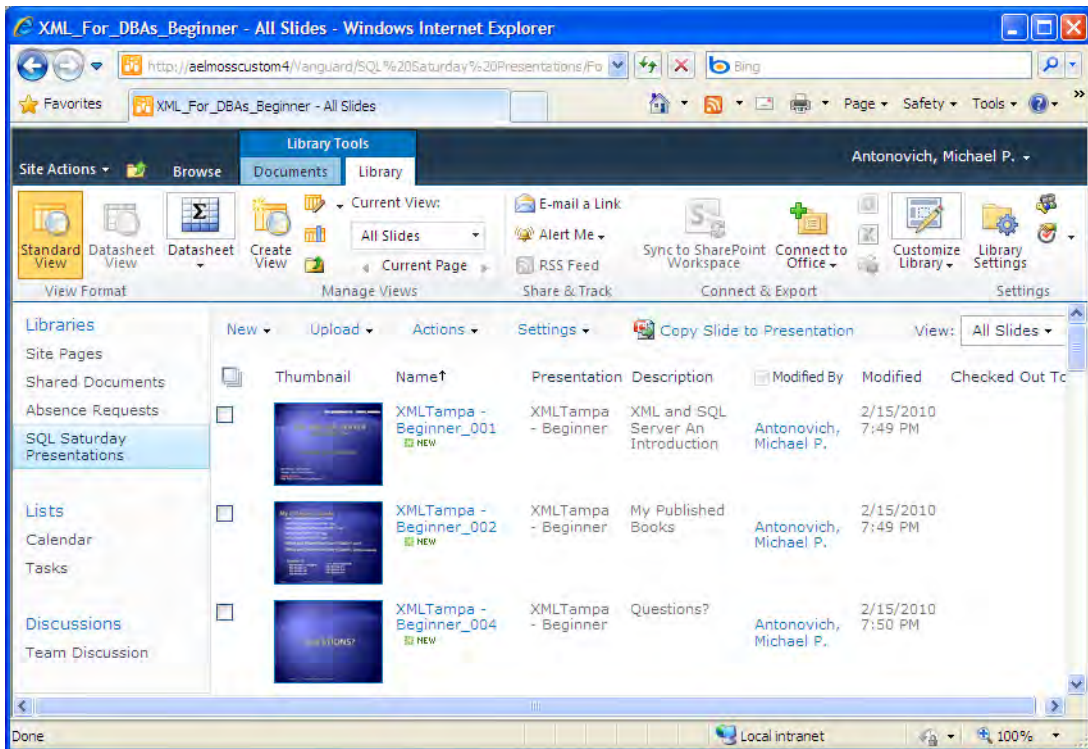 XML_For_DBAs_Beginner - All Slides - Windows Internet Explorer
http://aelmosscustom4/Vanguard/SQL%20Saturday%20Presentations/Fo
Bing
Favorites
XML_For_DBAs_Beginner - All Slides
Page
Safety
Tools
Library Tools
Site Actions
Browse
Documents
Library
Antonovich, Michael P.
Standard View
Datasheet View
Datasheet
Create View
Current View:
All Slides
Current Page
E-mail a Link
Alert Me
RSS Feed
Sync to SharePoint Workspace
Connect to Office
Customize Library
Library Settings
View Format
Manage Views
Share & Track
Connect & Export
Settings
Libraries
Site Pages
Shared Documents
Absence Requests
SQL Saturday
Presentations
Lists
Calendar
Tasks
Discussions
Team Discussion
New
Upload
Actions
Settings
Copy Slide to Presentation
View:
All Slides
Thumbnail
Name
Presentation
Description
Modified By
Modified
Checked Out To
XMLTampa - Beginner_001
NEW
XMLTampa - Beginner
XML and SQL Server An Introduction
Antonovich, Michael P.
2/15/2010 7:49 PM
XMLTampa - Beginner_002
NEW
XMLTampa - Beginner
My Published Books
Antonovich, Michael P.
2/15/2010 7:49 PM
QUESTIONS?
XMLTampa - Beginner_004
NEW
XMLTampa - Beginner
Questions?
Antonovich, Michael P.
2/15/2010 7:50 PM
Done
Local intranet
100%